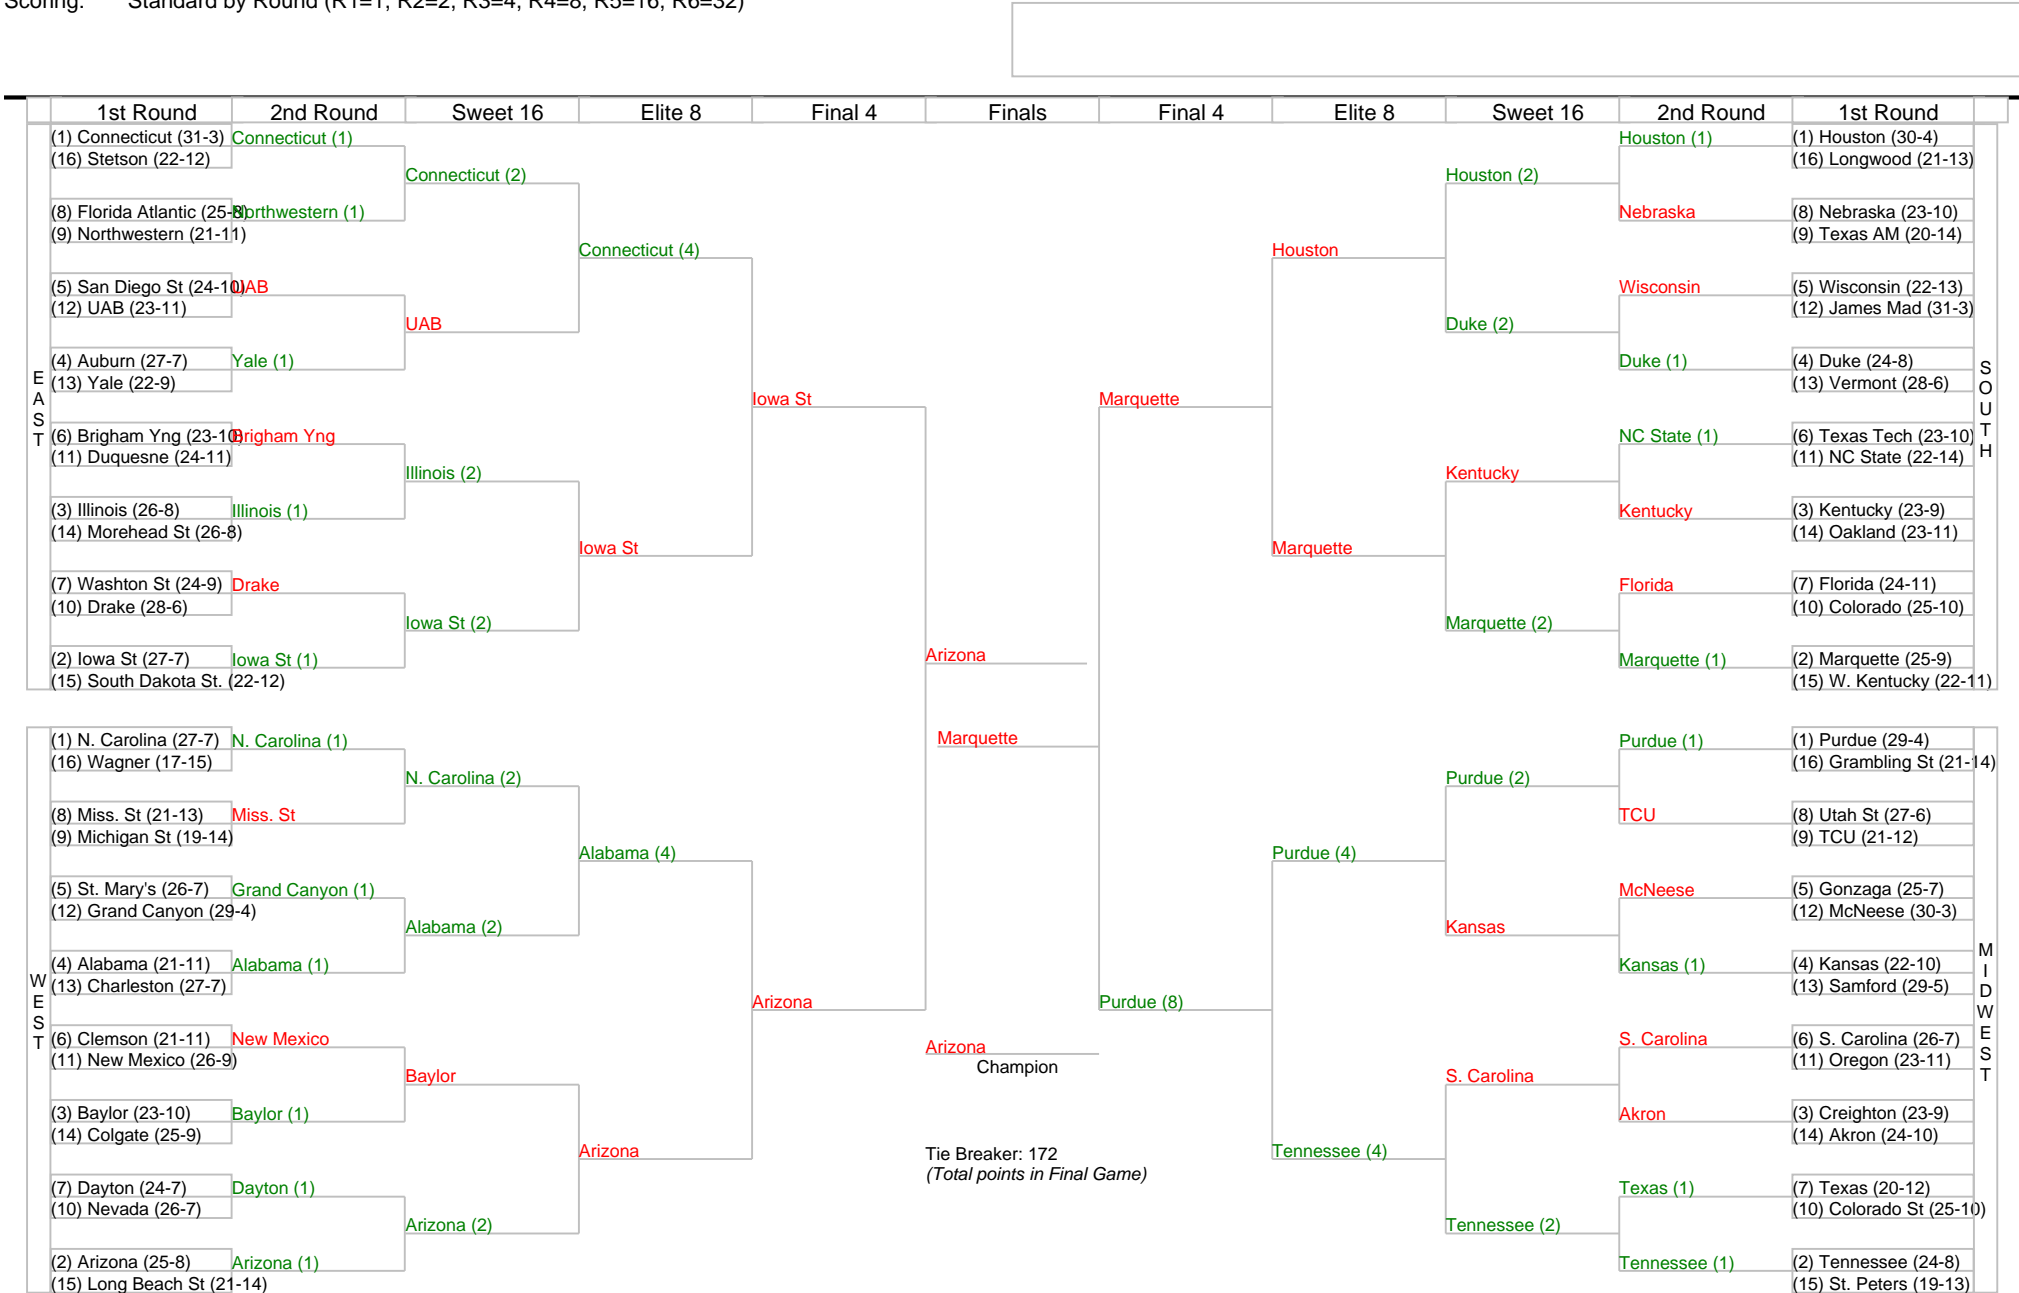 Scoring: Standard by Round (R1=1, R2=2, R3=4, R4=8, R5=16, R6=32)
1st Round 2nd Round Sweet 16 Elite 8 Final 4 Finals Final 4 Elite 8 Sweet 16 2nd Round 1st Round
EAST
(1) Connecticut (31-3)
(16) Stetson (22-12)
(8) Florida Atlantic (25-8)
(9) Northwestern (21-11)
(5) San Diego St (24-10)
(12) UAB (23-11)
(4) Auburn (27-7)
(13) Yale (22-9)
(6) Brigham Yng (23-10)
(11) Duquesne (24-11)
(3) Illinois (26-8)
(14) Morehead St (26-8)
(7) Washton St (24-9)
(10) Drake (28-6)
(2) Iowa St (27-7)
(15) South Dakota St. (22-12)
Connecticut (1)
Northwestern (1)
UAB
Yale (1)
Brigham Yng
Illinois (1)
Drake
Iowa St (1)
Connecticut (2)
UAB
Illinois (2)
Iowa St (2)
Connecticut (4)
Iowa St
Iowa St
WEST
(1) N. Carolina (27-7)
(16) Wagner (17-15)
(8) Miss. St (21-13)
(9) Michigan St (19-14)
(5) St. Mary's (26-7)
(12) Grand Canyon (29-4)
(4) Alabama (21-11)
(13) Charleston (27-7)
(6) Clemson (21-11)
(11) New Mexico (26-9)
(3) Baylor (23-10)
(14) Colgate (25-9)
(7) Dayton (24-7)
(10) Nevada (26-7)
(2) Arizona (25-8)
(15) Long Beach St (21-14)
N. Carolina (1)
Miss. St
Grand Canyon (1)
Alabama (1)
New Mexico
Baylor (1)
Dayton (1)
Arizona (1)
N. Carolina (2)
Alabama (2)
Baylor
Arizona (2)
Alabama (4)
Arizona
Arizona
Arizona
Marquette
Arizona
Champion
Tie Breaker: 172
(Total points in Final Game)
Marquette
Houston
Marquette
Houston (2)
Duke (2)
Kentucky
Marquette (2)
Houston (1)
Nebraska
Wisconsin
Duke (1)
NC State (1)
Kentucky
Florida
Marquette (1)
(1) Houston (30-4)
(16) Longwood (21-13)
(8) Nebraska (23-10)
(9) Texas AM (20-14)
(5) Wisconsin (22-13)
(12) James Mad (31-3)
(4) Duke (24-8)
(13) Vermont (28-6)
(6) Texas Tech (23-10)
(11) NC State (22-14)
(3) Kentucky (23-9)
(14) Oakland (23-11)
(7) Florida (24-11)
(10) Colorado (25-10)
(2) Marquette (25-9)
(15) W. Kentucky (22-11)
SOUTH
Purdue (8)
Purdue (4)
Tennessee (4)
Purdue (2)
Kansas
S. Carolina
Tennessee (2)
Purdue (1)
TCU
McNeese
Kansas (1)
S. Carolina
Akron
Texas (1)
Tennessee (1)
(1) Purdue (29-4)
(16) Grambling St (21-14)
(8) Utah St (27-6)
(9) TCU (21-12)
(5) Gonzaga (25-7)
(12) McNeese (30-3)
(4) Kansas (22-10)
(13) Samford (29-5)
(6) S. Carolina (26-7)
(11) Oregon (23-11)
(3) Creighton (23-9)
(14) Akron (24-10)
(7) Texas (20-12)
(10) Colorado St (25-10)
(2) Tennessee (24-8)
(15) St. Peters (19-13)
MIDWEST